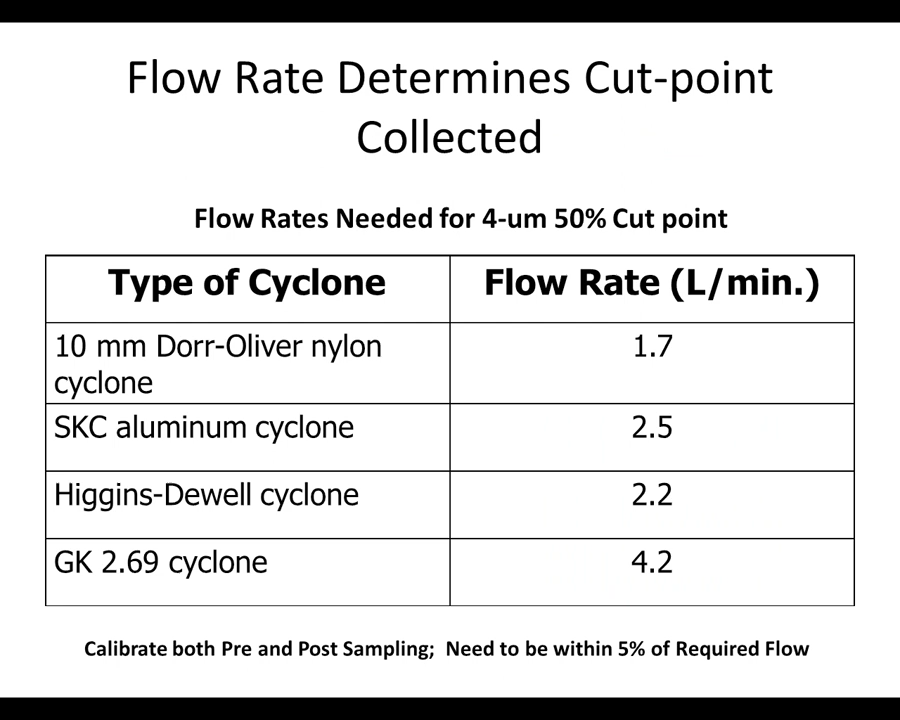 Flow Rate Determines Cut-point
Collected
Flow Rates Needed for 4-um 50% Cut point
Type of Cyclone
Flow Rate (L/min.)
10 mm Dorr-Oliver nylon
cyclone
1.7
SKC aluminum cyclone
2.5
Higgins-Dewell cyclone
2.2
GK 2.69 cyclone
4.2
Calibrate both Pre and Post Sampling;  Need to be within 5% of Required Flow